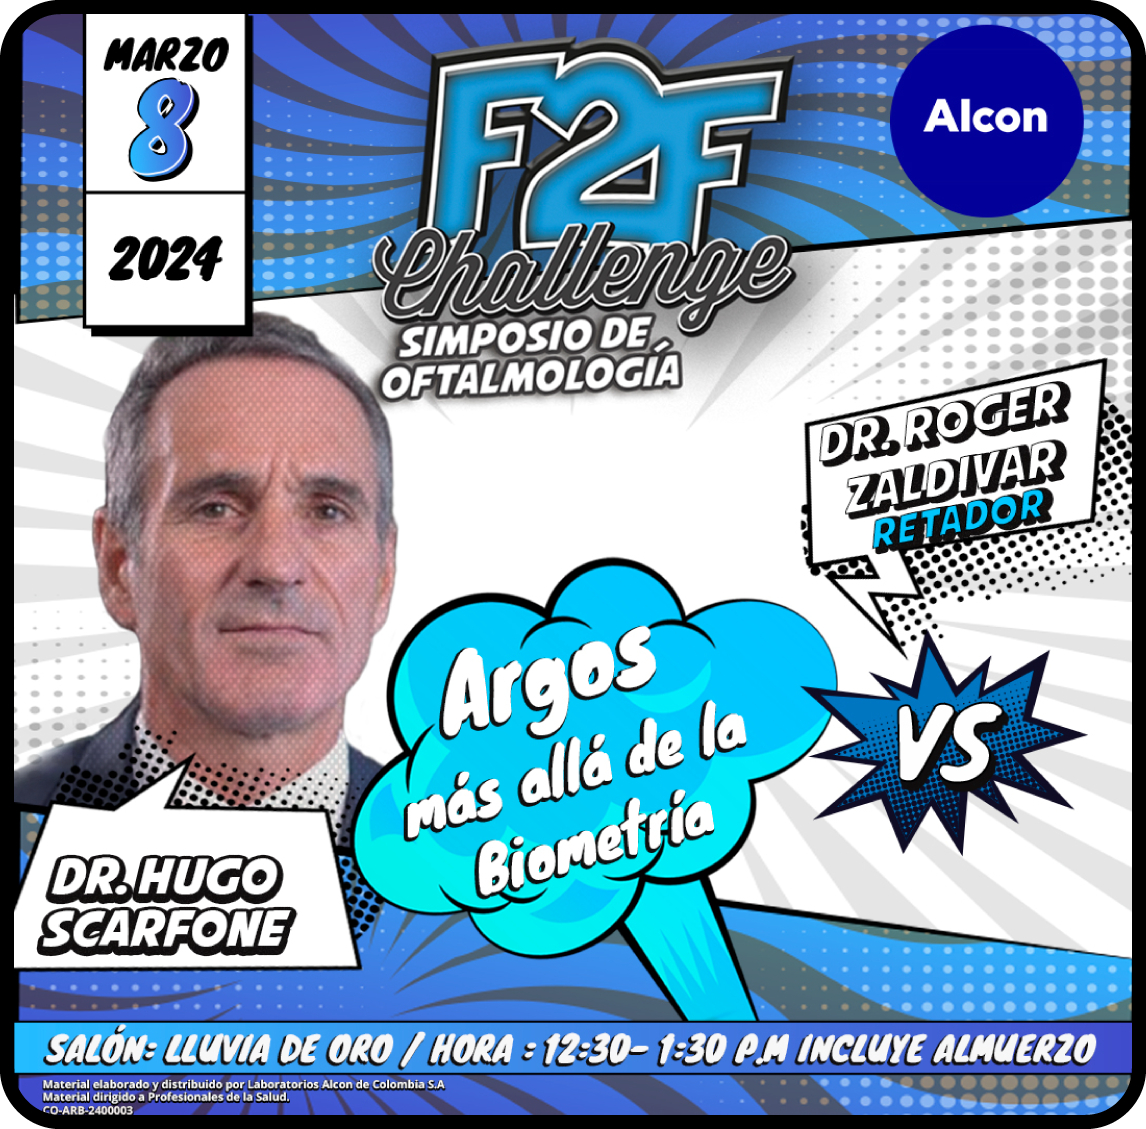 MARZO
8
2024
F2F
Challenge
SIMPOSIO DE
OFTALMOLOGÍA
Alcon
DR. ROGER
ZALDIVAR
RETADOR
VS
Argos
más allá de la
Biometría
DR. HUGO
SCARFONE
SALÓN: LLUVIA DE ORO / HORA : 12:30- 1:30 P.M INCLUYE ALMUERZO
Material elaborado y distribuido por Laboratorios Alcon de Colombia S.A
Material dirigido a Profesionales de la Salud.
CO-ARB-2400003